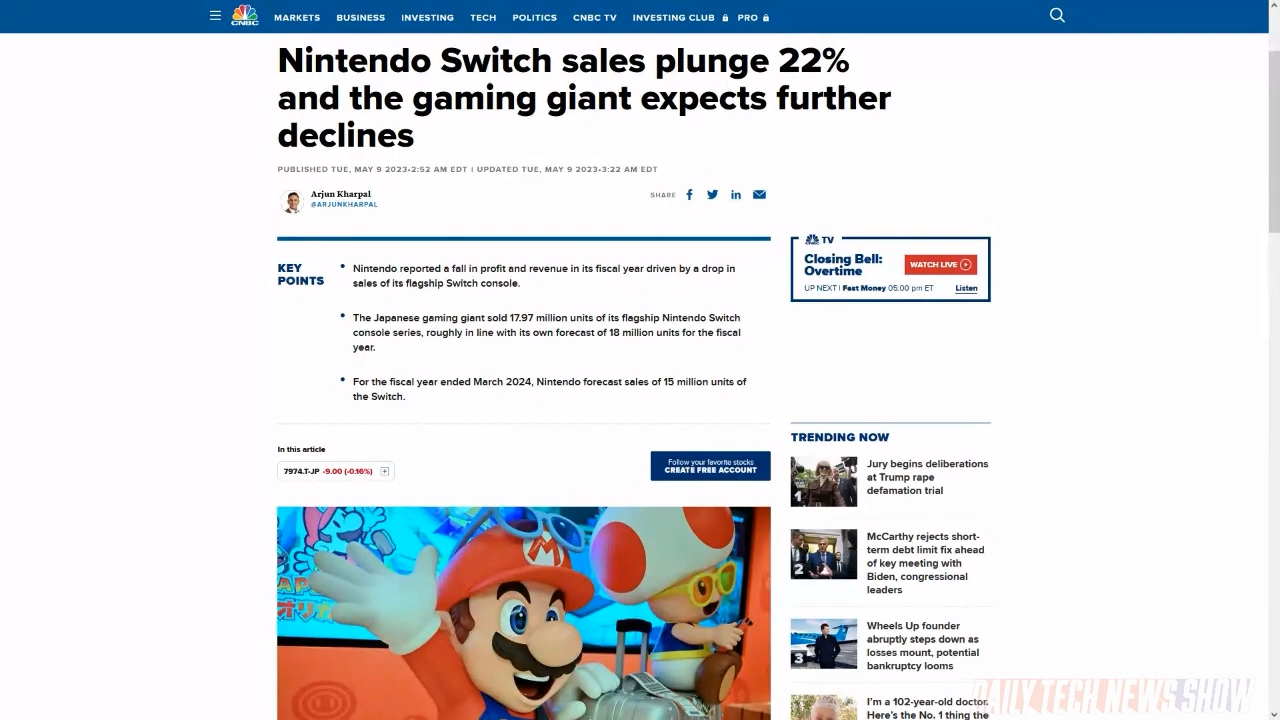 MARKETS BUSINESS INVESTING TECH POLITICS CNBC TV INVESTING CLUB PRO
CNBC
Nintendo Switch sales plunge 22%
and the gaming giant expects further
declines
PUBLISHED TUE, MAY 9 2023•2:52 AM EDT | UPDATED TUE, MAY 9 2023•3:22 AM EDT
Arjun Kharpal
@ARJUNKHARPAL
SHARE
KEY
POINTS
• Nintendo reported a fall in profit and revenue in its fiscal year driven by a drop in
sales of its flagship Switch console.
• The Japanese gaming giant sold 17.97 million units of its flagship Nintendo Switch
console series, roughly in line with its own forecast of 18 million units for the fiscal
year.
• For the fiscal year ended March 2024, Nintendo forecast sales of 15 million units of
the Switch.
TV
Closing Bell:
Overtime
WATCH LIVE
UP NEXT | Fast Money 05:00 pm ET Listen
In this article
7974.T-JP -9.00 (-0.16%)
Follow your favorite stocks
CREATE FREE ACCOUNT
TRENDING NOW
1
Jury begins deliberations
at Trump rape
defamation trial
2
McCarthy rejects short-
term debt limit fix ahead
of key meeting with
Biden, congressional
leaders
3
Wheels Up founder
abruptly steps down as
losses mount, potential
bankruptcy looms
I'm a 102-year-old doctor.
Here's the No. 1 thing the
DAILY TECH NEWS SHOW